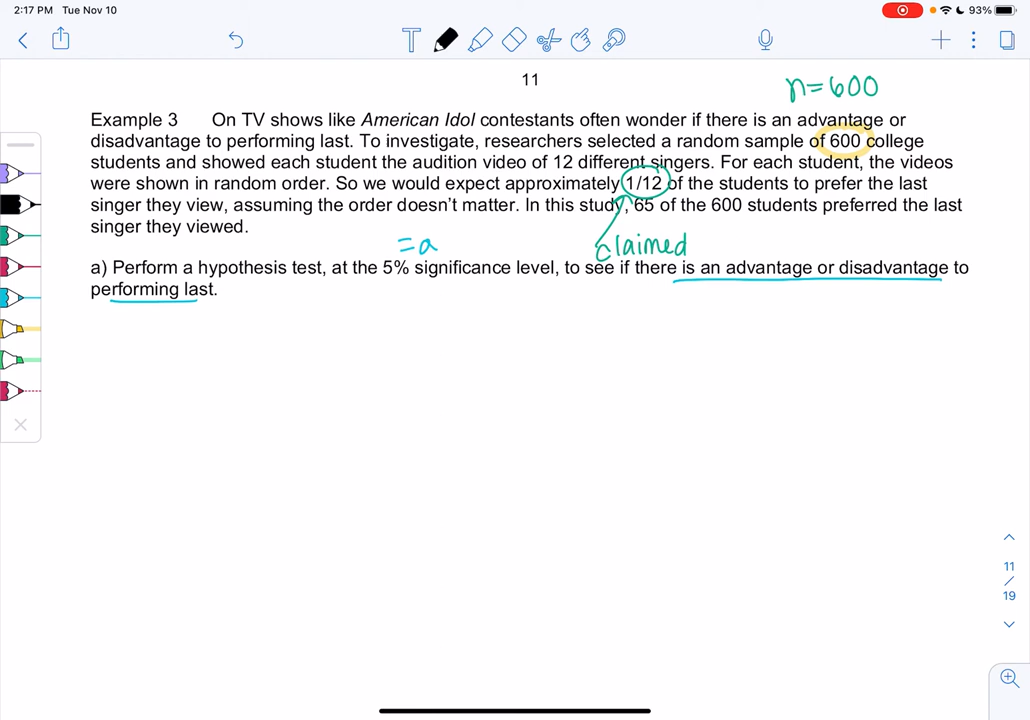 2:17 PM Tue Nov 10
93%
T
11
n=600
Example 3 On TV shows like American Idol contestants often wonder if there is an advantage or
disadvantage to performing last. To investigate, researchers selected a random sample of 600 college
students and showed each student the audition video of 12 different singers. For each student, the videos
were shown in random order. So we would expect approximately 1/12 of the students to prefer the last
singer they view, assuming the order doesn't matter. In this study, 65 of the 600 students preferred the last
singer they viewed.
=a
claimed
a) Perform a hypothesis test, at the 5% significance level, to see if there is an advantage or disadvantage to
performing last.
11
/
19